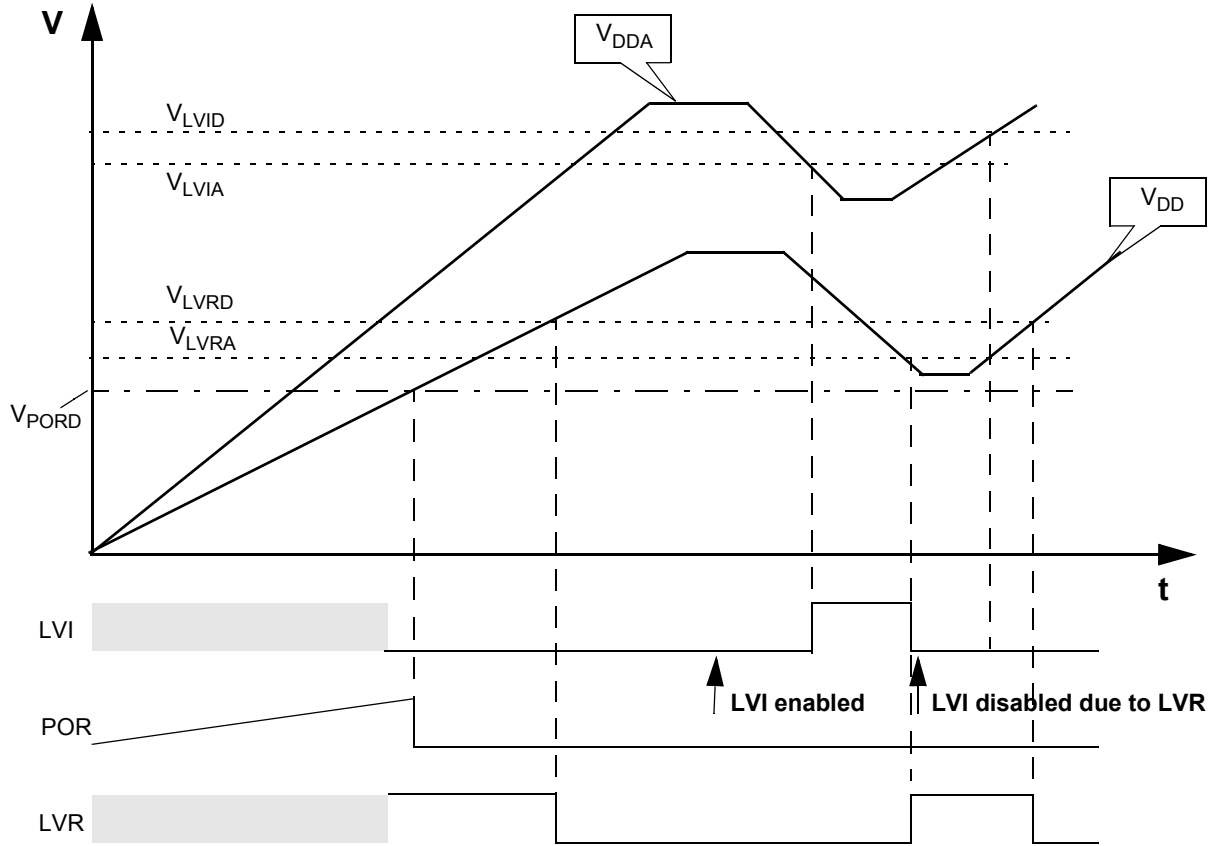 V
VDDA
VLVID
VLVIA
VDD
VLVRD
VLVRA
VPORD
t
LVI
LVI enabled
LVI disabled due to LVR
POR
LVR